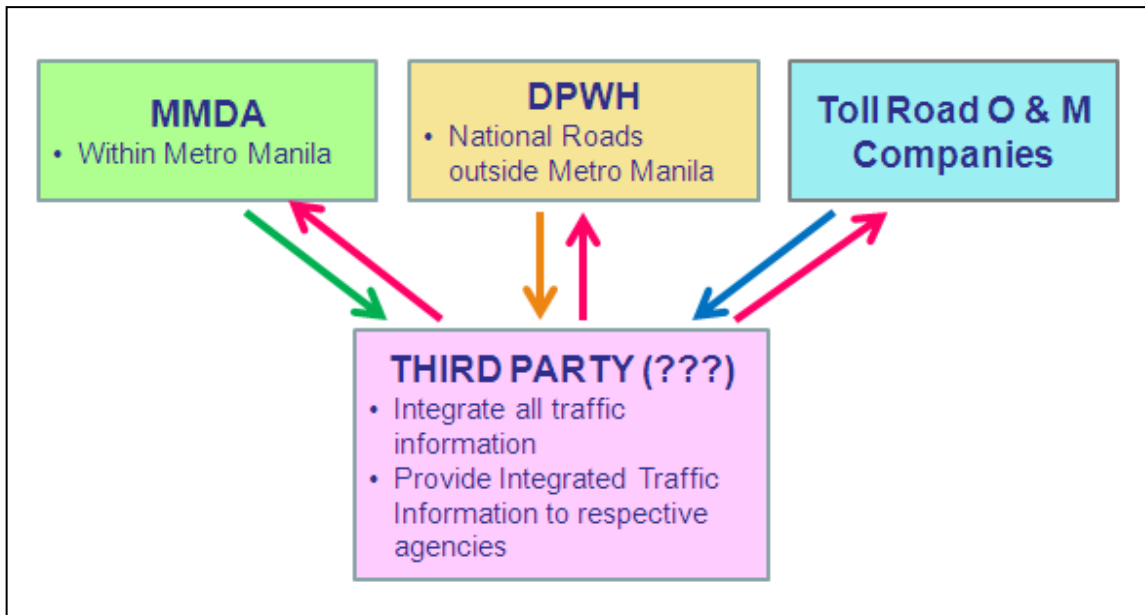 MMDA
• Within Metro Manila
DPWH
• National Roads
outside Metro Manila
Toll Road O & M
Companies
THIRD PARTY (???)
• Integrate all traffic
information
• Provide Integrated Traffic
Information to respective
agencies